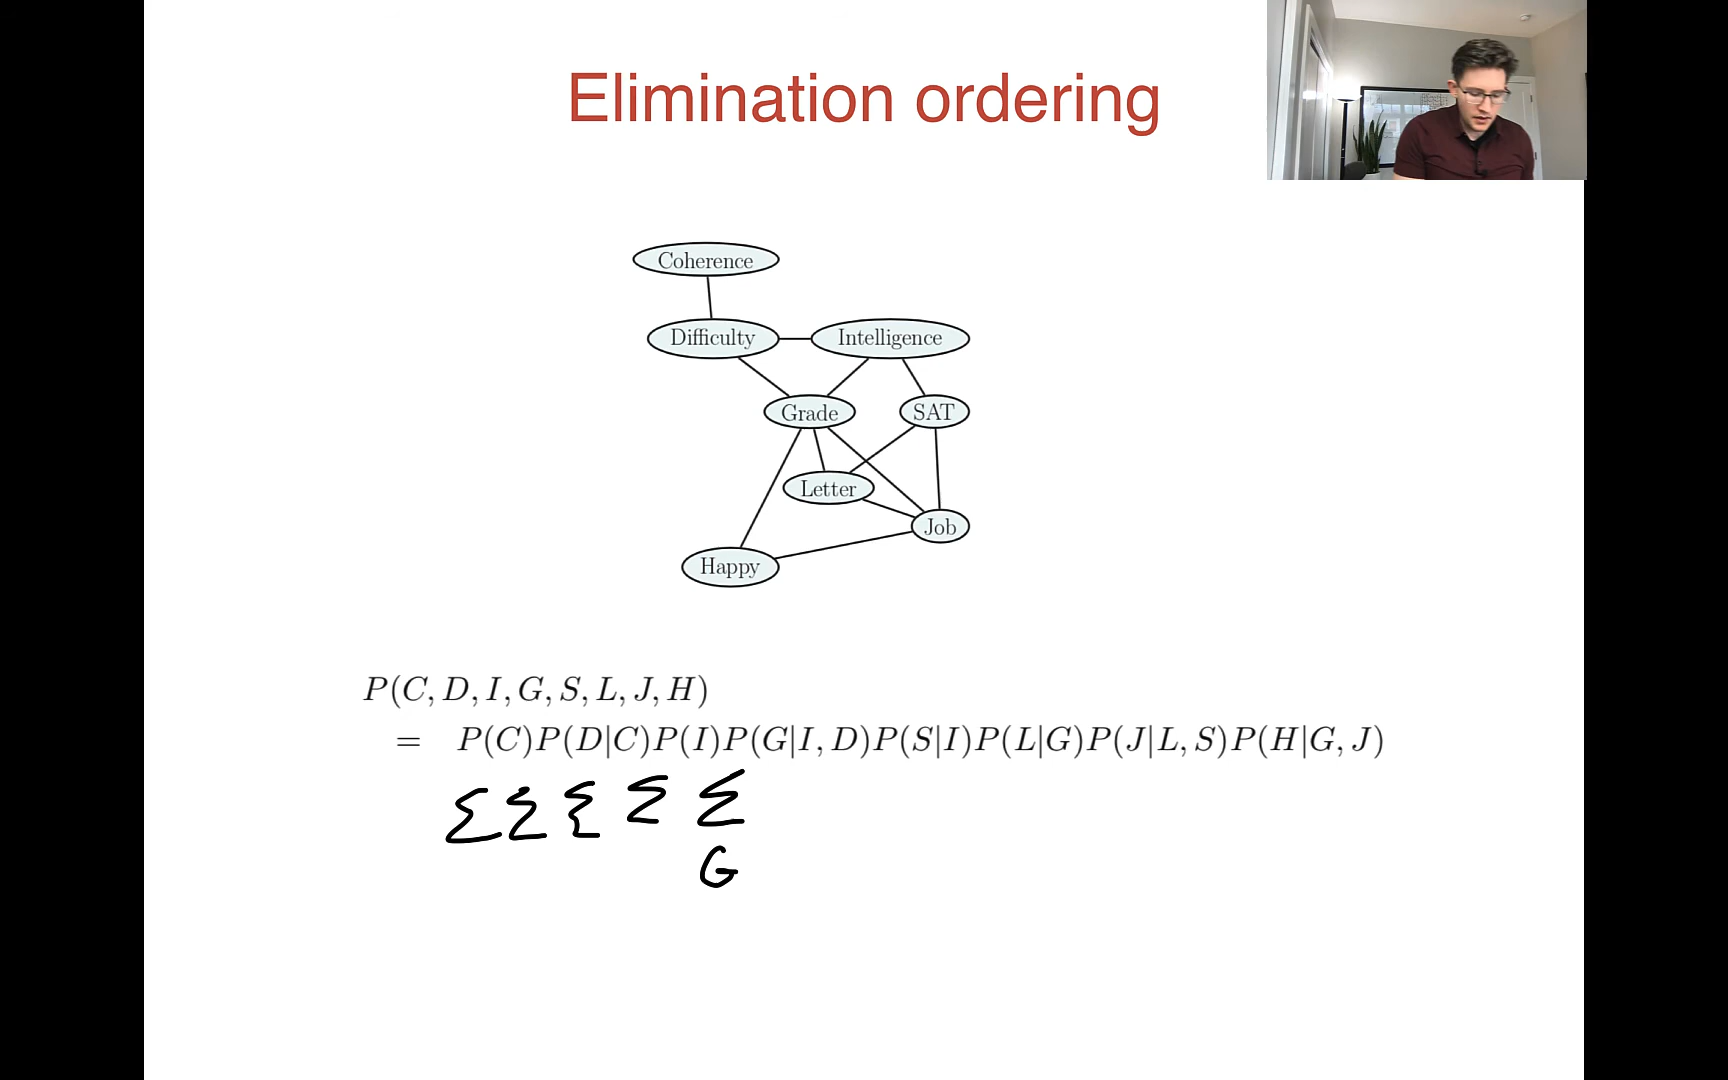 Elimination ordering
Coherence
Difficulty
Intelligence
Grade
SAT
Letter
Job
Happy
P(C, D, I, G, S, L, J, H)
= P(C)P(D|C)P(I)P(G|I, D)P(S|I)P(L|G)P(J|L, S)P(H|G, J)
Σ Σ Σ Σ Σ
G